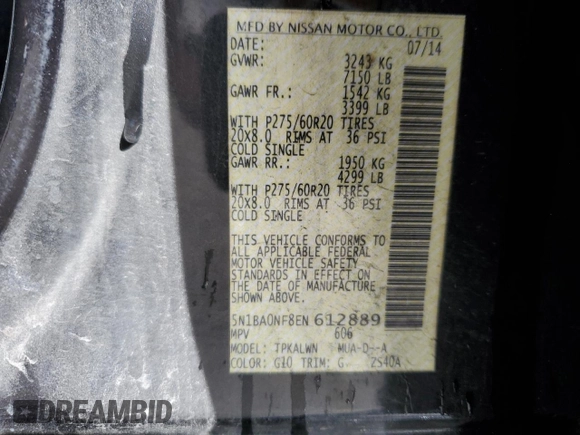 MFD BY NISSAN MOTOR CO., LTD.
DATE: 07/14
GVWR: 3243 KG
7150 LB
GAWR FR.: 1542 KG
3399 LB
WITH P275/60R20 TIRES
20X8.0 RIMS AT 36 PSI
COLD SINGLE
GAWR RR.: 1950 KG
4299 LB
WITH P275/60R20 TIRES
20X8.0 RIMS AT 36 PSI
COLD SINGLE
THIS VEHICLE CONFORMS TO
ALL APPLICABLE FEDERAL
MOTOR VEHICLE SAFETY
STANDARDS IN EFFECT ON
THE DATE OF MANUFACTURE
SHOWN ABOVE.
5N1BA0NF8EN 612889
MPV 606
MODEL: TPKALWN
COLOR: G10 TRIM: G 2S40A
DREAMBID